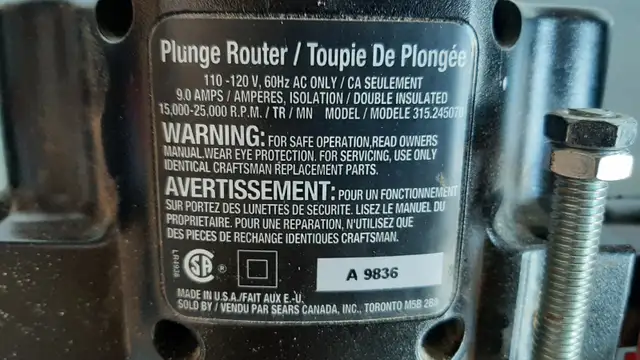 Plunge Router / Toupie De Plongée
110 -120 V, 60Hz AC ONLY / CA SEULEMENT
9.0 AMPS / AMPERES, ISOLATION / DOUBLE INSULATED
15,000-25,000 R.P.M. / TR / MN MODEL / MODELE 315.245070
WARNING: FOR SAFE OPERATION,READ OWNERS
MANUAL.WEAR EYE PROTECTION. FOR SERVICING, USE ONLY
IDENTICAL CRAFTSMAN REPLACEMENT PARTS.
AVERTISSEMENT: POUR UN FONCTIONNEMENT
SUR PORTEZ DES LUNETTES DE SECURITE. LISEZ LE MANUEL DU
PROPRIETAIRE. POUR UNE REPARATION, N'UTILISEZ QUE
DES PIECES DE RECHANGE IDENTIQUES CRAFTSMAN.
LR4938
SA ®
A 9836
MADE IN U.S.A./FAIT AUX E.-U.
SOLD BY / VENDU PAR SEARS CANADA, INC., TORONTO M5B 2B8